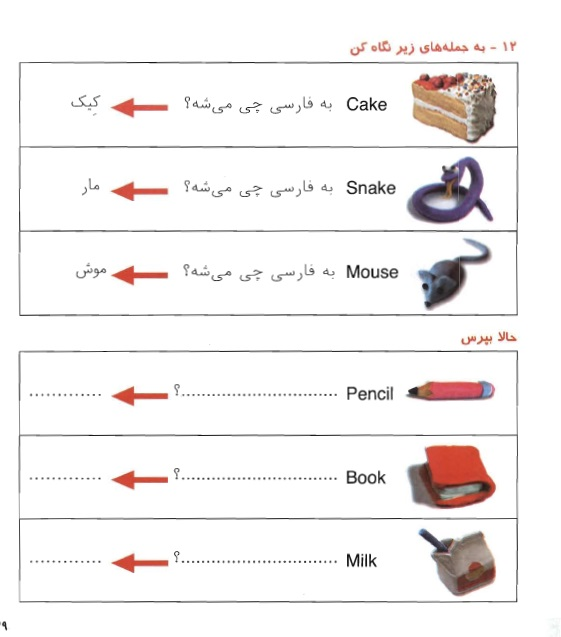 ۱۲ - به جمله‌های زیر نگاه کن
Cake به فارسی چی می‌شه؟ کِیک
Snake به فارسی چی می‌شه؟ مار
Mouse به فارسی چی می‌شه؟ موش
حالا بپرس
Pencil ..............................؟ .............
Book ..............................؟ .............
Milk ..............................؟ .............